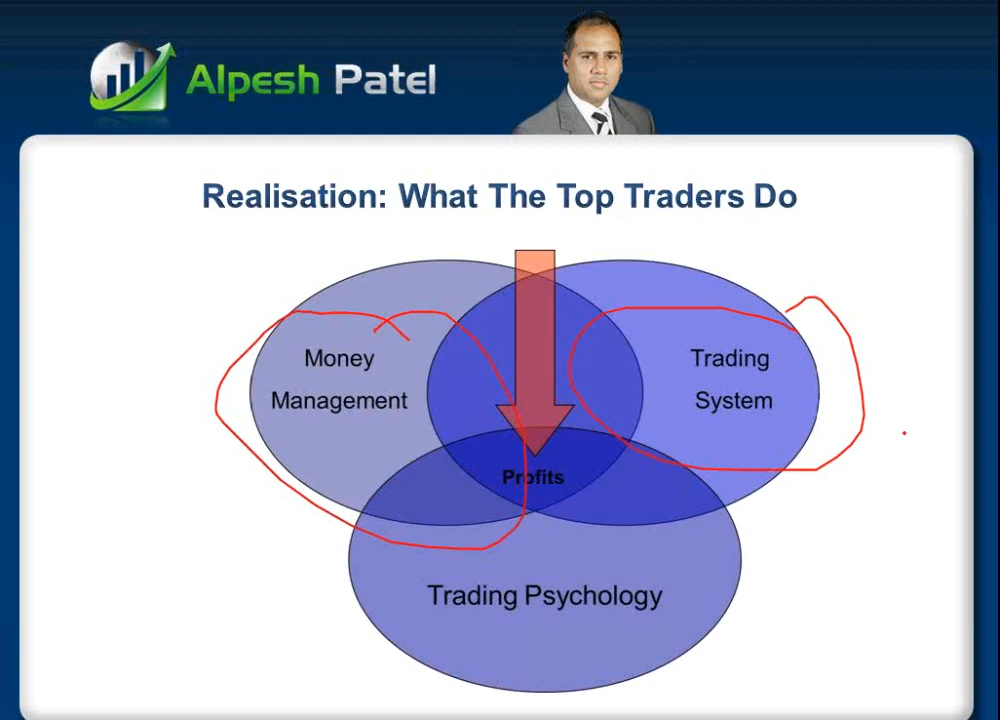 Alpesh Patel
Realisation: What The Top Traders Do
Money
Management
Trading
System
Profits
Trading Psychology